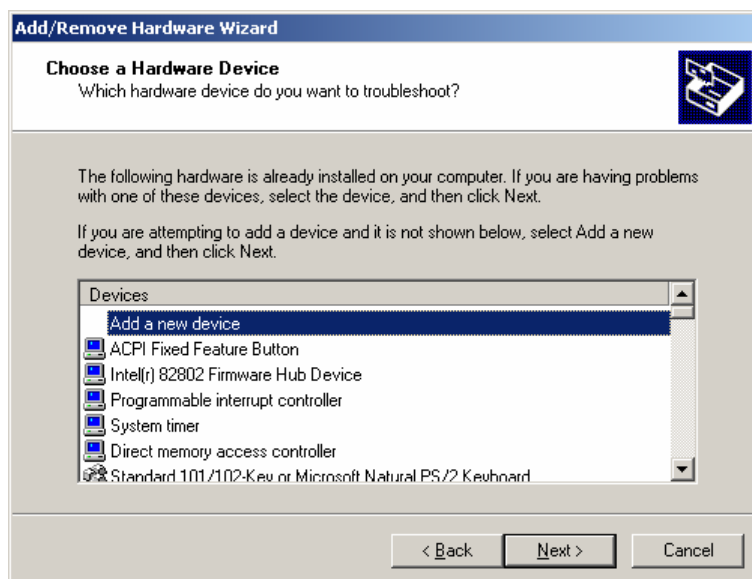 Add/Remove Hardware Wizard
Choose a Hardware Device
Which hardware device do you want to troubleshoot?
The following hardware is already installed on your computer. If you are having problems
with one of these devices, select the device, and then click Next.
If you are attempting to add a device and it is not shown below, select Add a new
device, and then click Next.
Devices
Add a new device
ACPI Fixed Feature Button
Intel(r) 82802 Firmware Hub Device
Programmable interrupt controller
System timer
Direct memory access controller
Standard 101/102-Key or Microsoft Natural PS/2 Keyboard
< Back
Next >
Cancel